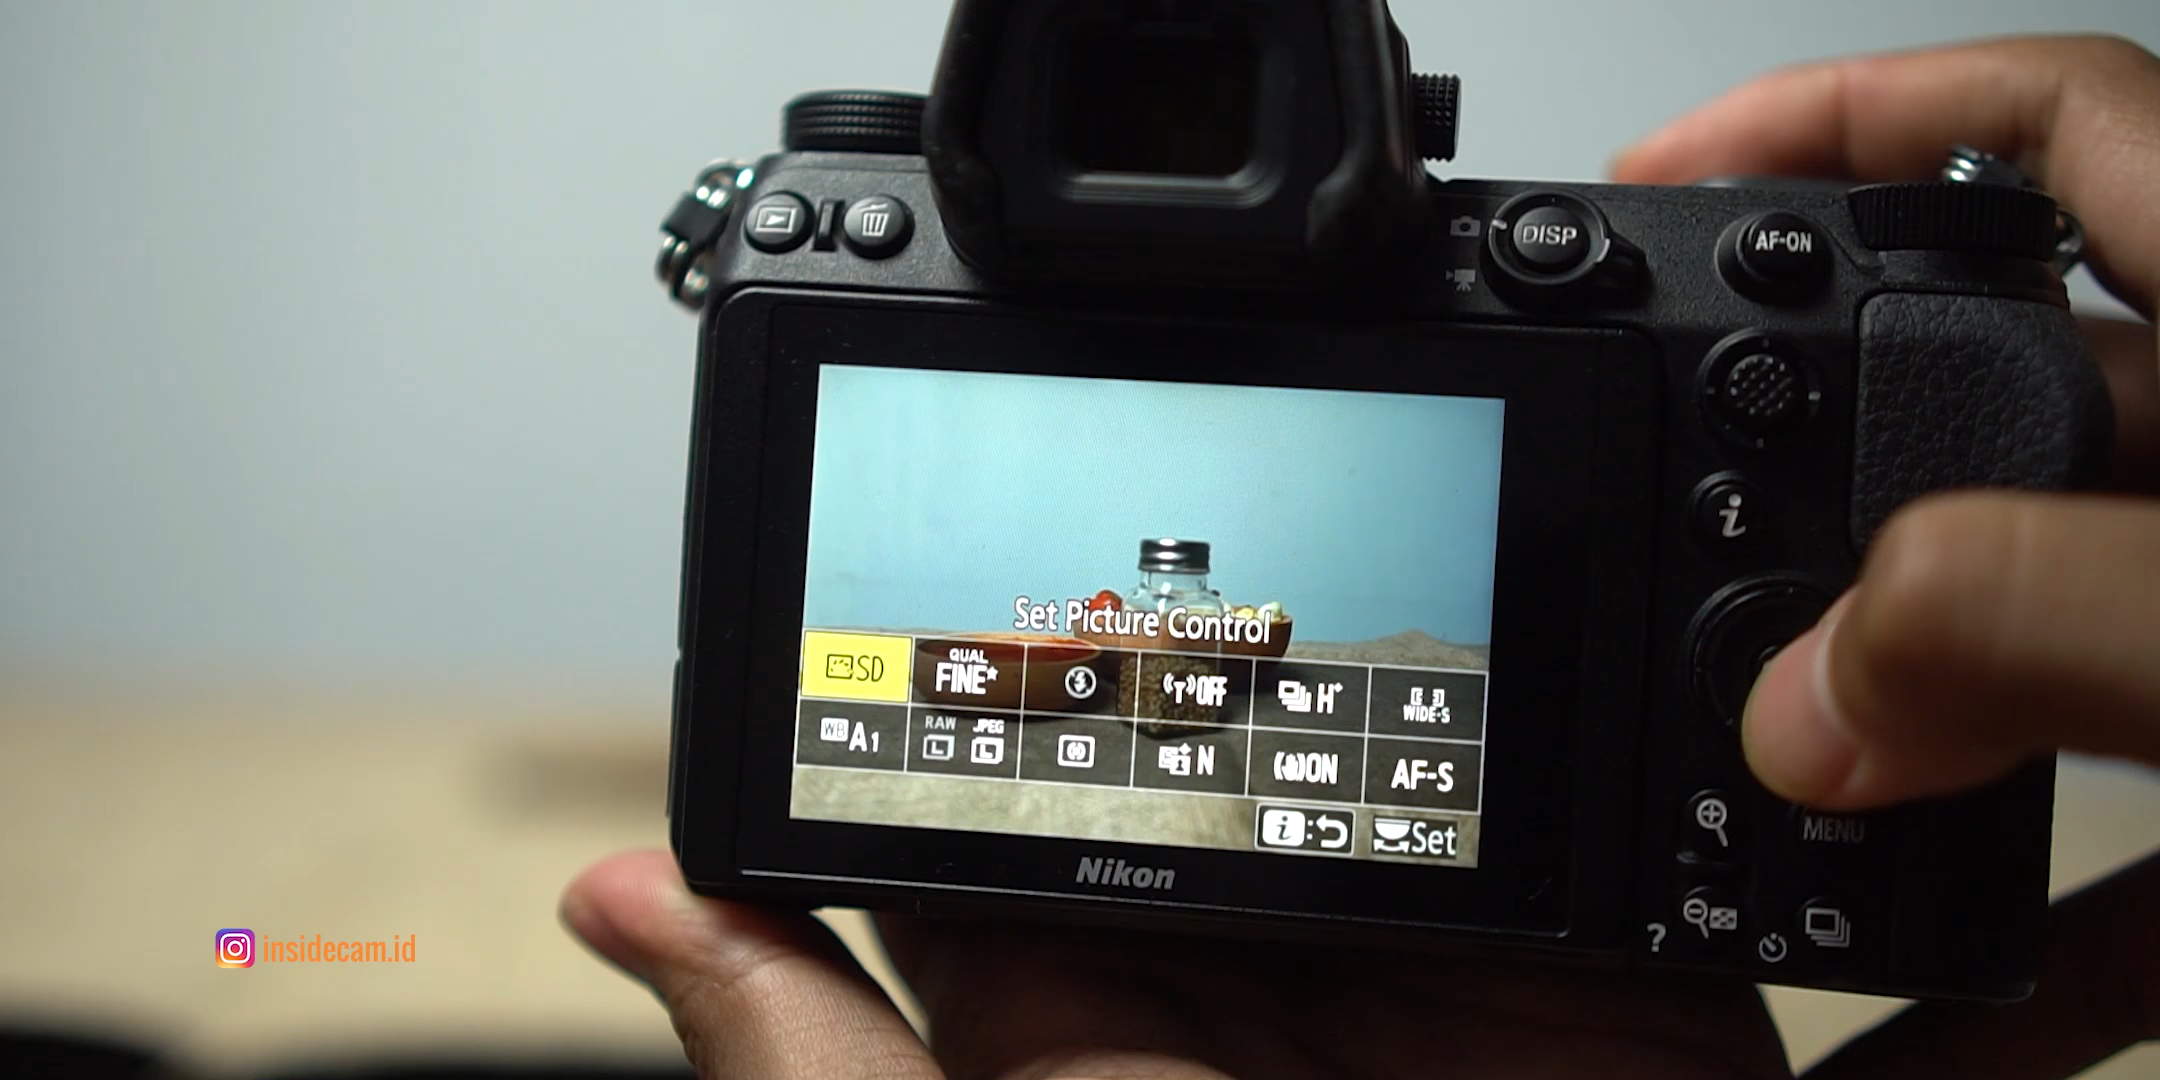 DISP
AF-ON
i
Set Picture Control
SD
QUAL
FINE*
OFF
H+
WIDE-S
WB A1
RAW JPEG
L L
N
ON
AF-S
i: Set
Nikon
MENU
?
insidecam.id